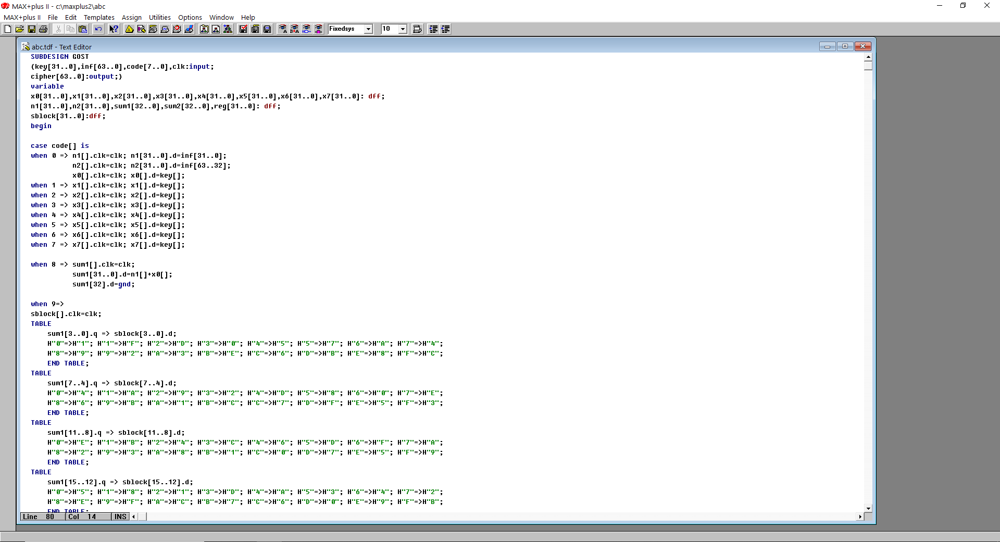 MAX+plus II - c:\maxplus2\abc
MAX+plus II File Edit Templates Assign Utilities Options Window Help
Fixedsys 10
abc.tdf - Text Editor
SUBDESIGN GOST
(key[31..0],inf[63..0],code[7..0],clk:input;
cipher[63..0]:output;)
variable
x0[31..0],x1[31..0],x2[31..0],x3[31..0],x4[31..0],x5[31..0],x6[31..0],x7[31..0]: dff;
n1[31..0],n2[31..0],sum1[32..0],sum2[32..0],reg[31..0]: dff;
sblock[31..0]:dff;
begin
case code[] is
when 0 => n1[].clk=clk; n1[31..0].d=inf[31..0];
n2[].clk=clk; n2[31..0].d=inf[63..32];
x0[].clk=clk; x0[].d=key[];
when 1 => x1[].clk=clk; x1[].d=key[];
when 2 => x2[].clk=clk; x2[].d=key[];
when 3 => x3[].clk=clk; x3[].d=key[];
when 4 => x4[].clk=clk; x4[].d=key[];
when 5 => x5[].clk=clk; x5[].d=key[];
when 6 => x6[].clk=clk; x6[].d=key[];
when 7 => x7[].clk=clk; x7[].d=key[];
when 8 => sum1[].clk=clk;
sum1[31..0].d=n1[]+x0[];
sum1[32].d=gnd;
when 9=>
sblock[].clk=clk;
TABLE
sum1[3..0].q => sblock[3..0].d;
H"0"=>H"1"; H"1"=>H"F"; H"2"=>H"D"; H"3"=>H"0"; H"4"=>H"5"; H"5"=>H"7"; H"6"=>H"A"; H"7"=>H"4";
H"8"=>H"9"; H"9"=>H"2"; H"A"=>H"3"; H"B"=>H"E"; H"C"=>H"6"; H"D"=>H"B"; H"E"=>H"8"; H"F"=>H"C";
END TABLE;
TABLE
sum1[7..4].q => sblock[7..4].d;
H"0"=>H"4"; H"1"=>H"A"; H"2"=>H"9"; H"3"=>H"2"; H"4"=>H"D"; H"5"=>H"8"; H"6"=>H"0"; H"7"=>H"E";
H"8"=>H"6"; H"9"=>H"B"; H"A"=>H"1"; H"B"=>H"C"; H"C"=>H"7"; H"D"=>H"F"; H"E"=>H"5"; H"F"=>H"3";
END TABLE;
TABLE
sum1[11..8].q => sblock[11..8].d;
H"0"=>H"E"; H"1"=>H"B"; H"2"=>H"4"; H"3"=>H"C"; H"4"=>H"6"; H"5"=>H"D"; H"6"=>H"F"; H"7"=>H"A";
H"8"=>H"2"; H"9"=>H"3"; H"A"=>H"8"; H"B"=>H"1"; H"C"=>H"0"; H"D"=>H"7"; H"E"=>H"5"; H"F"=>H"9";
END TABLE;
TABLE
sum1[15..12].q => sblock[15..12].d;
H"0"=>H"5"; H"1"=>H"8"; H"2"=>H"1"; H"3"=>H"D"; H"4"=>H"A"; H"5"=>H"3"; H"6"=>H"4"; H"7"=>H"2";
H"8"=>H"E"; H"9"=>H"F"; H"A"=>H"C"; H"B"=>H"7"; H"C"=>H"6"; H"D"=>H"0"; H"E"=>H"9"; H"F"=>H"B";
END TABLE;
Line 80 Col 14 INS